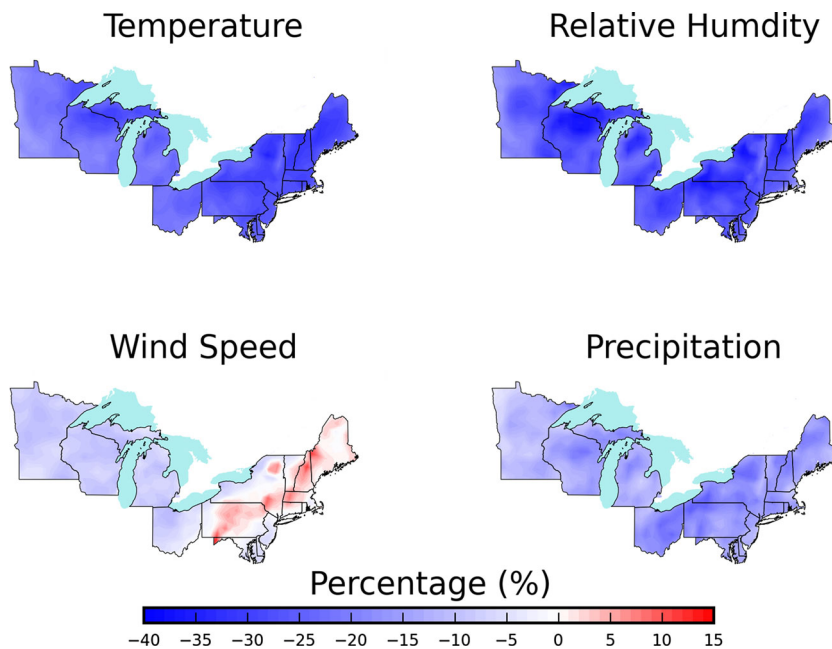 Temperature
Relative Humdity
Wind Speed
Precipitation
Percentage (%)
−40 −35 −30 −25 −20 −15 −10 −5 0 5 10 15